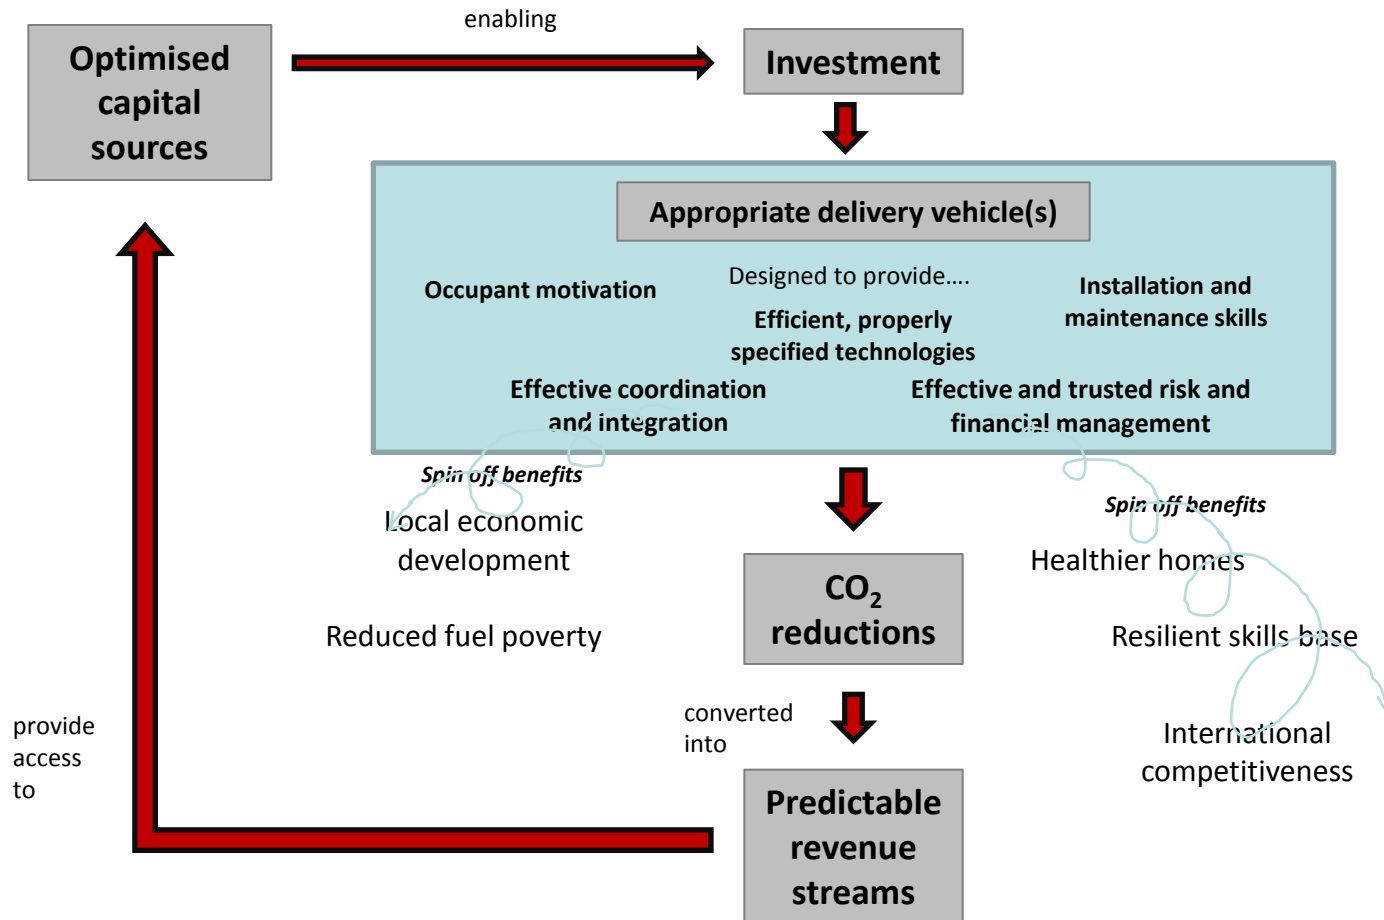 enabling
Optimised
capital
sources
Investment
Appropriate delivery vehicle(s)
Designed to provide....
Occupant motivation
Installation and
maintenance skills
Efficient, properly
specified technologies
Effective coordination
and integration
Effective and trusted risk and
financial management
Spin off benefits
Local economic
development
Reduced fuel poverty
Spin off benefits
Healthier homes
Resilient skills base
International
competitiveness
CO₂
reductions
converted
into
Predictable
revenue
streams
provide
access
to